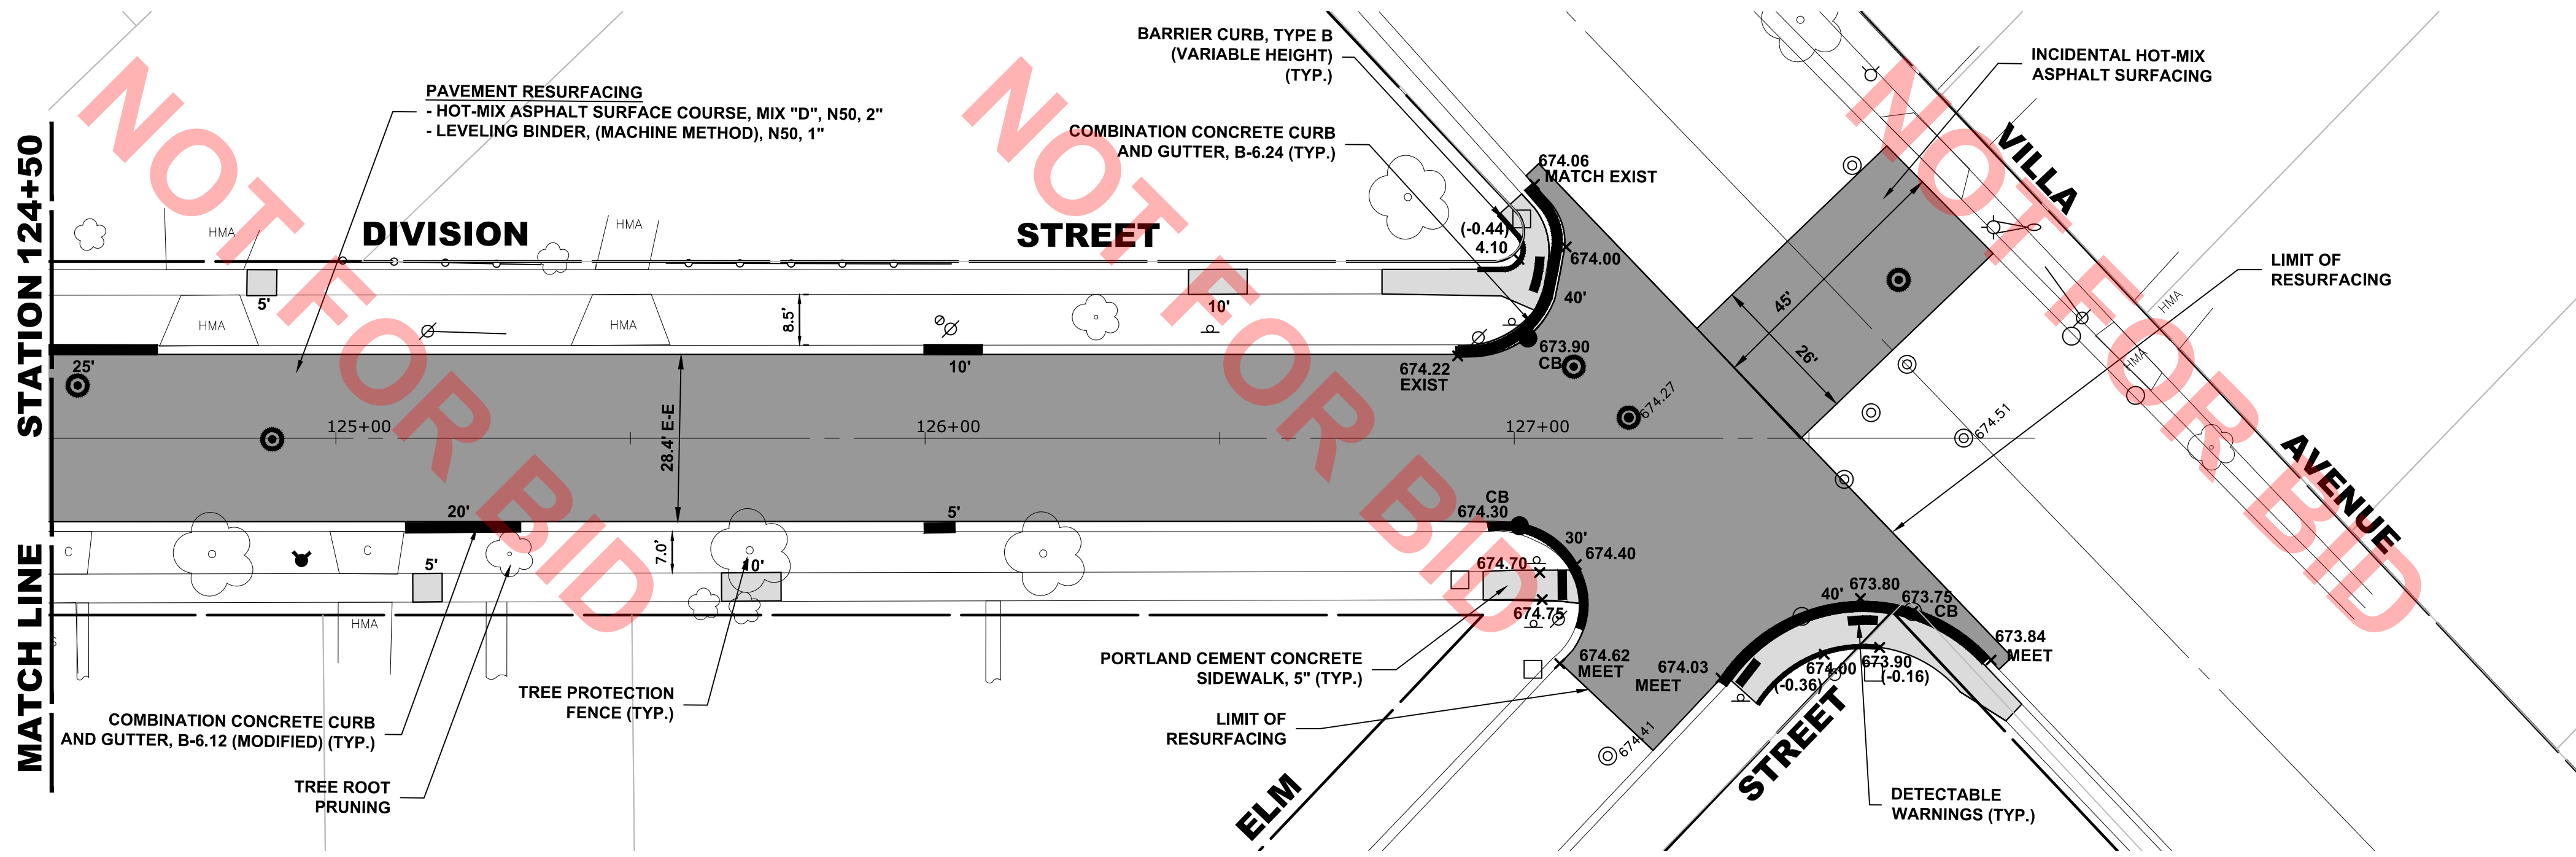 MATCH LINE STATION 124+50
PAVEMENT RESURFACING
- HOT-MIX ASPHALT SURFACE COURSE, MIX "D", N50, 2"
- LEVELING BINDER, (MACHINE METHOD), N50, 1"
BARRIER CURB, TYPE B
(VARIABLE HEIGHT)
(TYP.)
COMBINATION CONCRETE CURB
AND GUTTER, B-6.24 (TYP.)
INCIDENTAL HOT-MIX
ASPHALT SURFACING
LIMIT OF
RESURFACING
DIVISION STREET
VILLA AVENUE
674.06
MATCH EXIST
(-0.44)
4.10
674.00
40'
673.90
CB
674.22
EXIST
HMA
HMA
HMA
HMA
5'
10'
8.5'
25'
10'
45'
26'
HMA
HMA
674.27
674.51
125+00
126+00
127+00
28.4' E-E
20'
5'
7.0'
C
C
5'
10'
HMA
S
CB
674.30
30'
674.40
674.70
674.75
674.62
MEET
674.03
MEET
40'
673.80
673.75
CB
673.84
MEET
674.00
(-0.36)
673.90
(-0.16)
674.41
PORTLAND CEMENT CONCRETE
SIDEWALK, 5" (TYP.)
LIMIT OF
RESURFACING
TREE PROTECTION
FENCE (TYP.)
COMBINATION CONCRETE CURB
AND GUTTER, B-6.12 (MODIFIED) (TYP.)
TREE ROOT
PRUNING
ELM STREET
DETECTABLE
WARNINGS (TYP.)
NOT FOR BID
NOT FOR BID
NOT FOR BID